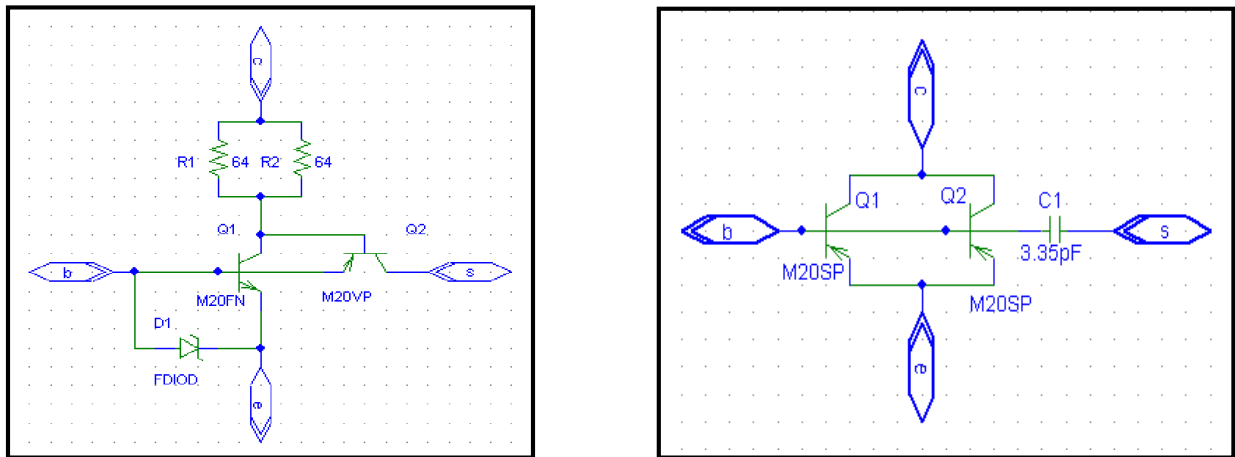 c
R1 64 R2 64
Q1 Q2
b s
M20FN M20VP
D1
FDIOD
e
c
Q1 Q2 C1
b s
3.35pF
M20SP
M20SP
e